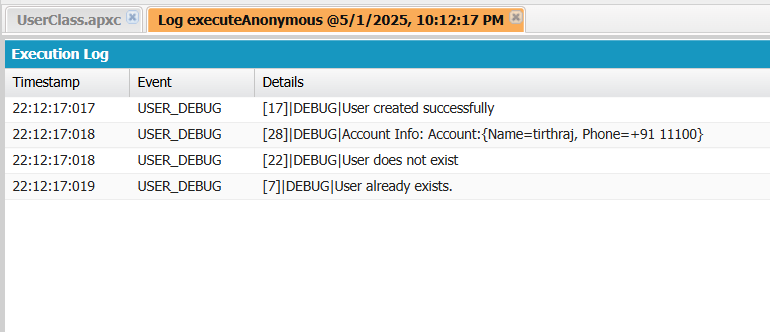 UserClass.apxc
Log executeAnonymous @5/1/2025, 10:12:17 PM
Execution Log
Timestamp Event Details
22:12:17:017 USER_DEBUG [17]|DEBUG|User created successfully
22:12:17:018 USER_DEBUG [28]|DEBUG|Account Info: Account:{Name=tirthraj, Phone=+91 11100}
22:12:17:018 USER_DEBUG [22]|DEBUG|User does not exist
22:12:17:019 USER_DEBUG [7]|DEBUG|User already exists.